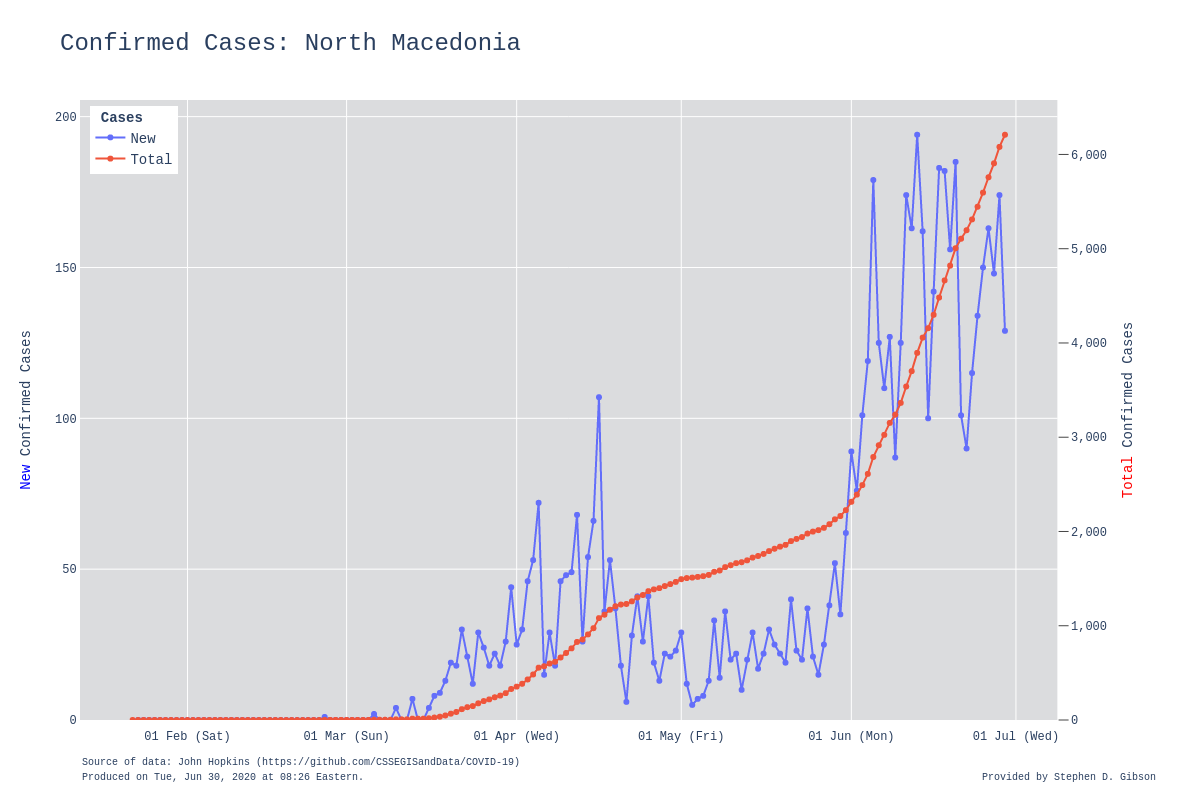 Confirmed Cases: North Macedonia
Cases
New
Total
200
150
100
50
0
6,000
5,000
4,000
3,000
2,000
1,000
0
New Confirmed Cases
Total Confirmed Cases
01 Feb (Sat)
01 Mar (Sun)
01 Apr (Wed)
01 May (Fri)
01 Jun (Mon)
01 Jul (Wed)
Source of data: John Hopkins (https://github.com/CSSEGISandData/COVID-19)
Produced on Tue, Jun 30, 2020 at 08:26 Eastern.
Provided by Stephen D. Gibson